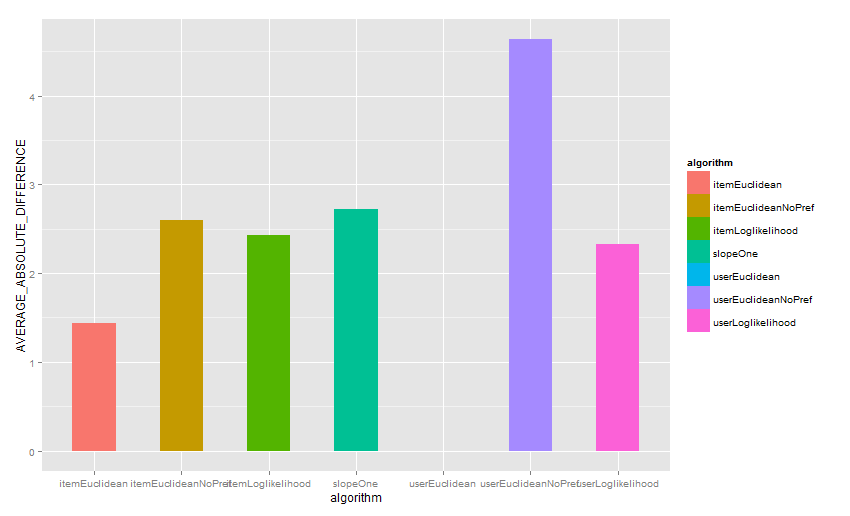 AVERAGE_ABSOLUTE_DIFFERENCE
4
3
2
1
0
itemEuclidean itemEuclideanNoPref itemLoglikelihood slopeOne userEuclidean userEuclideanNoPref userLoglikelihood
algorithm
algorithm
itemEuclidean
itemEuclideanNoPref
itemLoglikelihood
slopeOne
userEuclidean
userEuclideanNoPref
userLoglikelihood